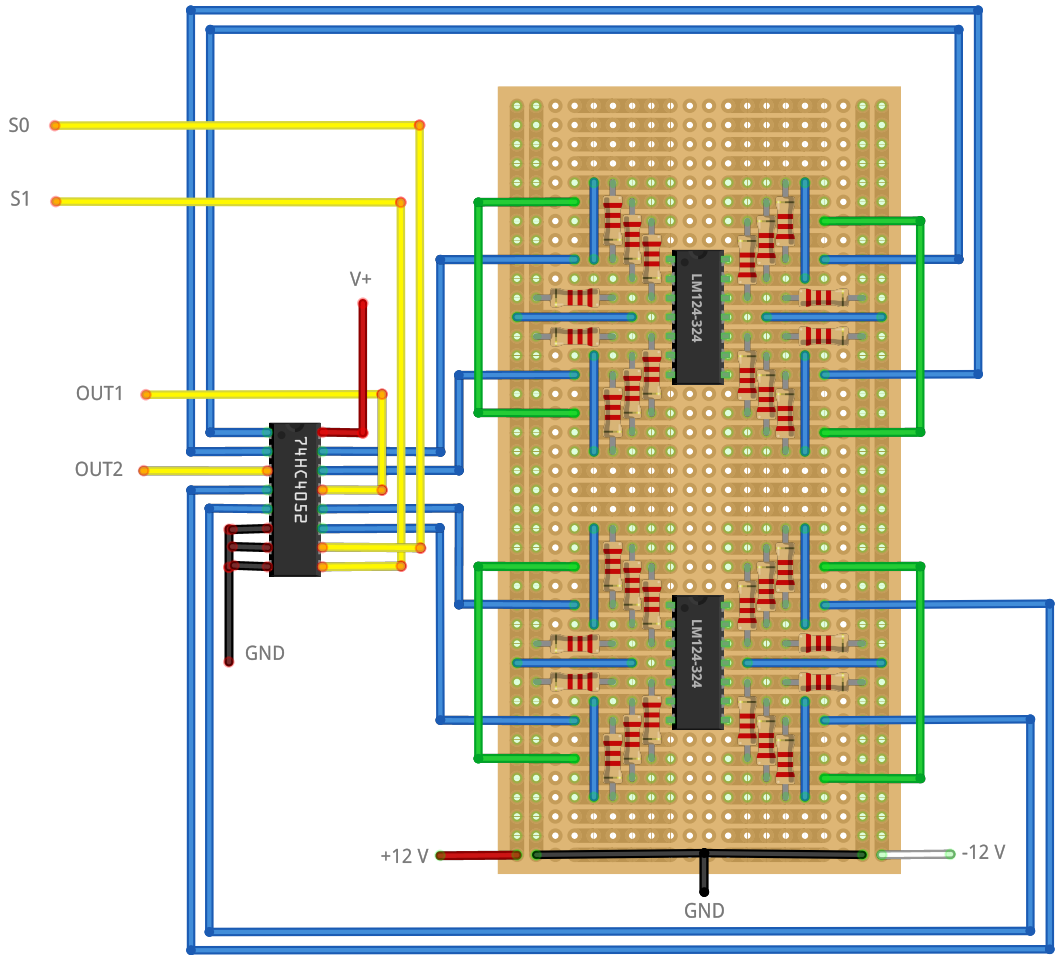 S0
S1
V+
LM124-324
OUT1
OUT2
74HC4052
GND
LM124-324
+12 V
-12 V
GND